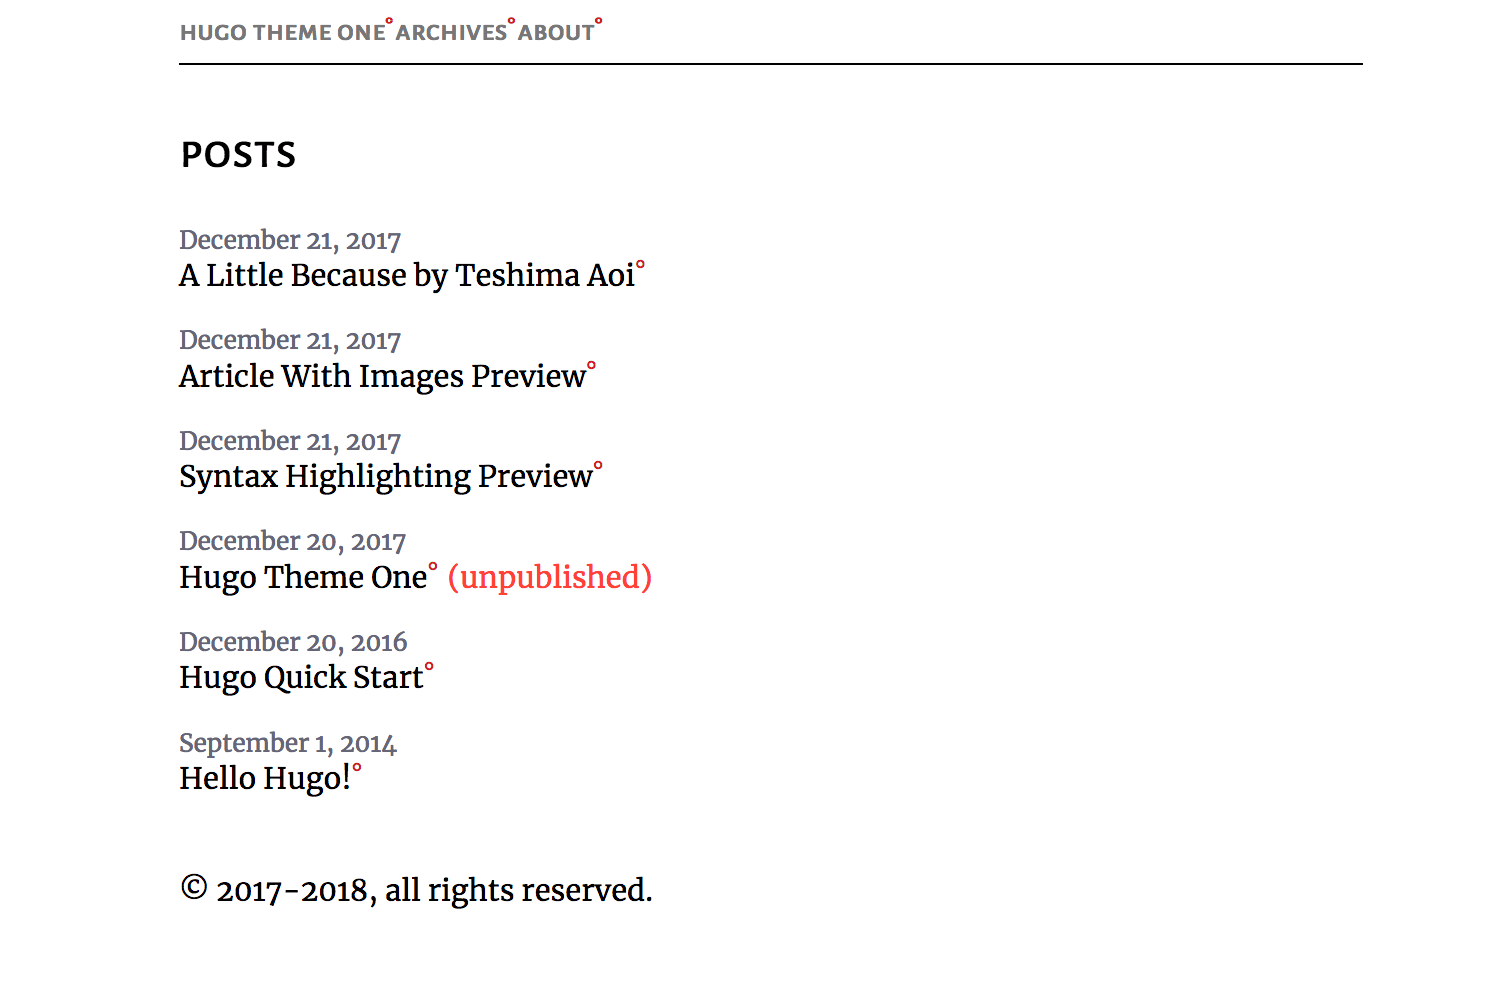 HUGO THEME ONE° ARCHIVES° ABOUT°
POSTS
December 21, 2017
A Little Because by Teshima Aoi°
December 21, 2017
Article With Images Preview°
December 21, 2017
Syntax Highlighting Preview°
December 20, 2017
Hugo Theme One° (unpublished)
December 20, 2016
Hugo Quick Start°
September 1, 2014
Hello Hugo!°
© 2017-2018, all rights reserved.